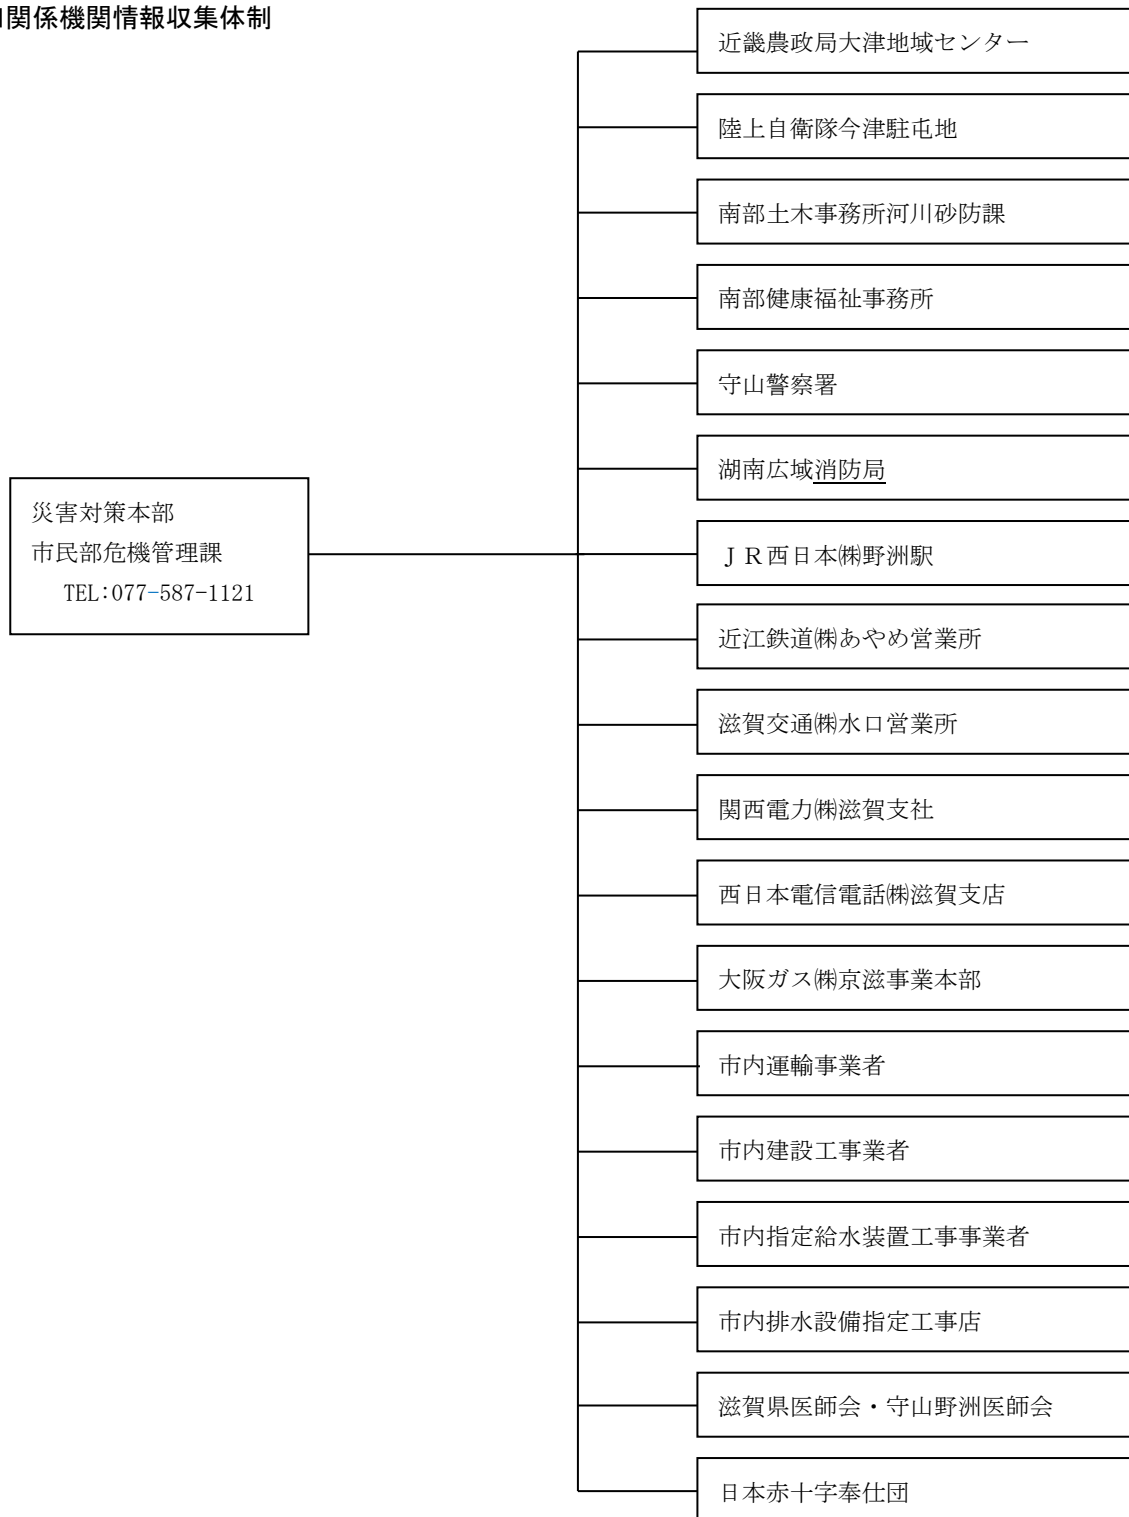 関係機関情報収集体制
近畿農政局大津地域センター
陸上自衛隊今津駐屯地
南部土木事務所河川砂防課
南部健康福祉事務所
守山警察署
湖南広域消防局
災害対策本部
市民部危機管理課
TEL:077-587-1121
ＪＲ西日本㈱野洲駅
近江鉄道㈱あやめ営業所
滋賀交通㈱水口営業所
関西電力㈱滋賀支社
西日本電信電話㈱滋賀支店
大阪ガス㈱京滋事業本部
市内運輸事業者
市内建設工事業者
市内指定給水装置工事事業者
市内排水設備指定工事店
滋賀県医師会・守山野洲医師会
日本赤十字奉仕団